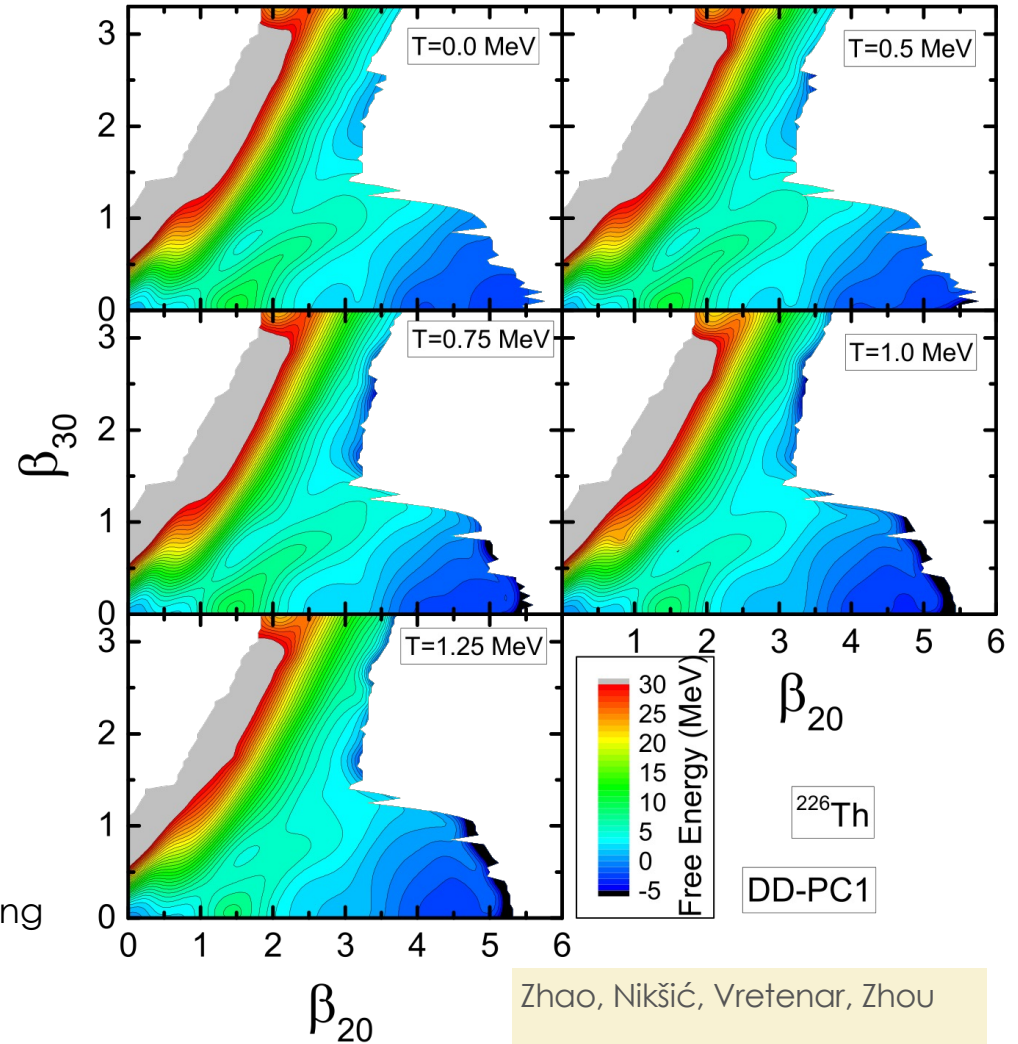 3
T=0.0 MeV
T=0.5 MeV
2
1
0
3
T=0.75 MeV
T=1.0 MeV
2
β30
1
0
3
T=1.25 MeV
1 2 3 4 5 6
β20
2
30
25
20
15
10
5
0
-5
Free Energy (MeV)
226Th
1
DD-PC1
ng
0
0 1 2 3 4 5 6
β20
Zhao, Nikšić, Vretenar, Zhou